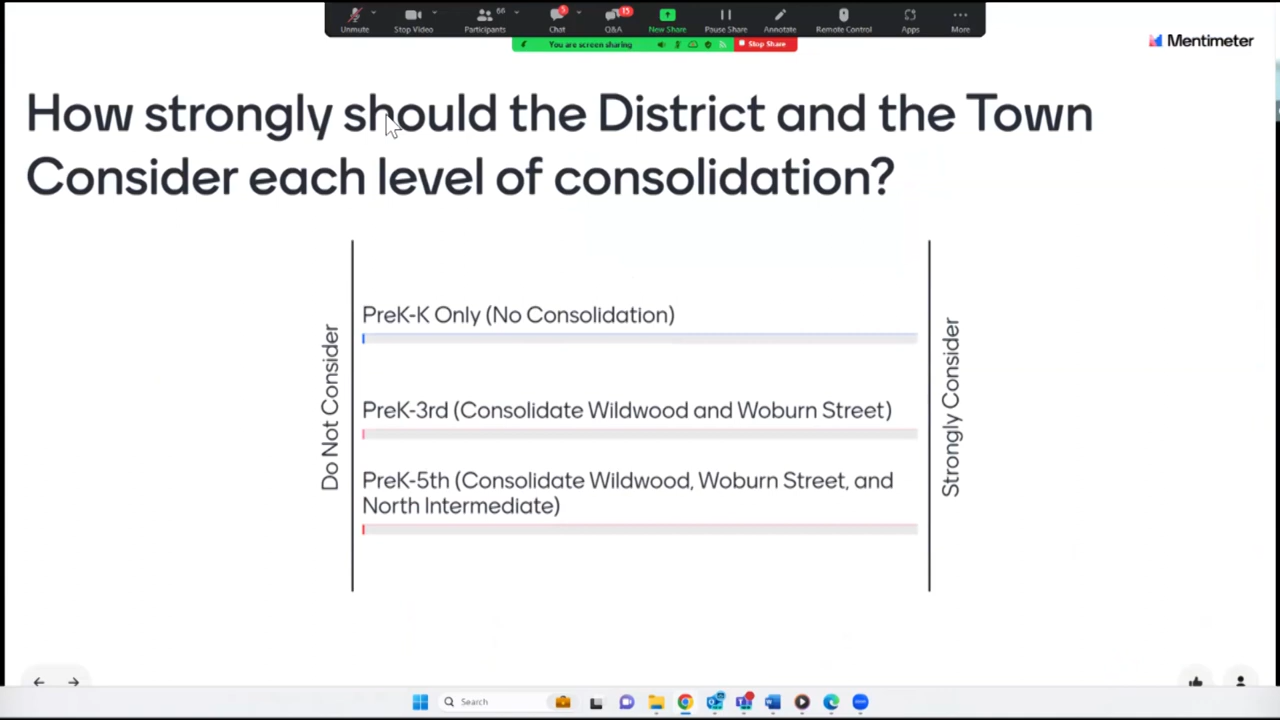 Unmute
Stop Video
66
Participants
5
Chat
15
Q&A
New Share
Pause Share
Annotate
Remote Control
Apps
More
You are screen sharing
Stop Share
Mentimeter
How strongly should the District and the Town
Consider each level of consolidation?
Do Not Consider
PreK-K Only (No Consolidation)
PreK-3rd (Consolidate Wildwood and Woburn Street)
PreK-5th (Consolidate Wildwood, Woburn Street, and
North Intermediate)
Strongly Consider
Search